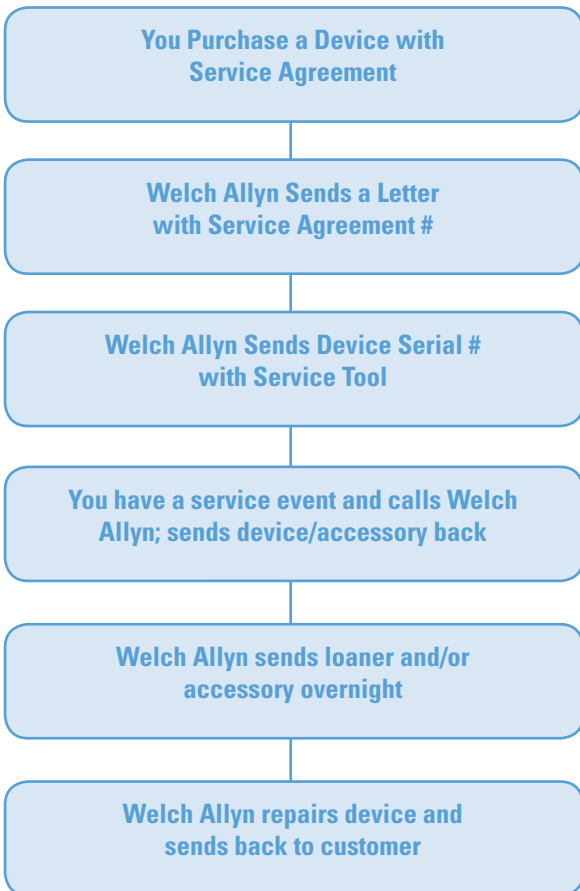 You Purchase a Device with
Service Agreement
Welch Allyn Sends a Letter
with Service Agreement #
Welch Allyn Sends Device Serial #
with Service Tool
You have a service event and calls Welch
Allyn; sends device/accessory back
Welch Allyn sends loaner and/or
accessory overnight
Welch Allyn repairs device and
sends back to customer